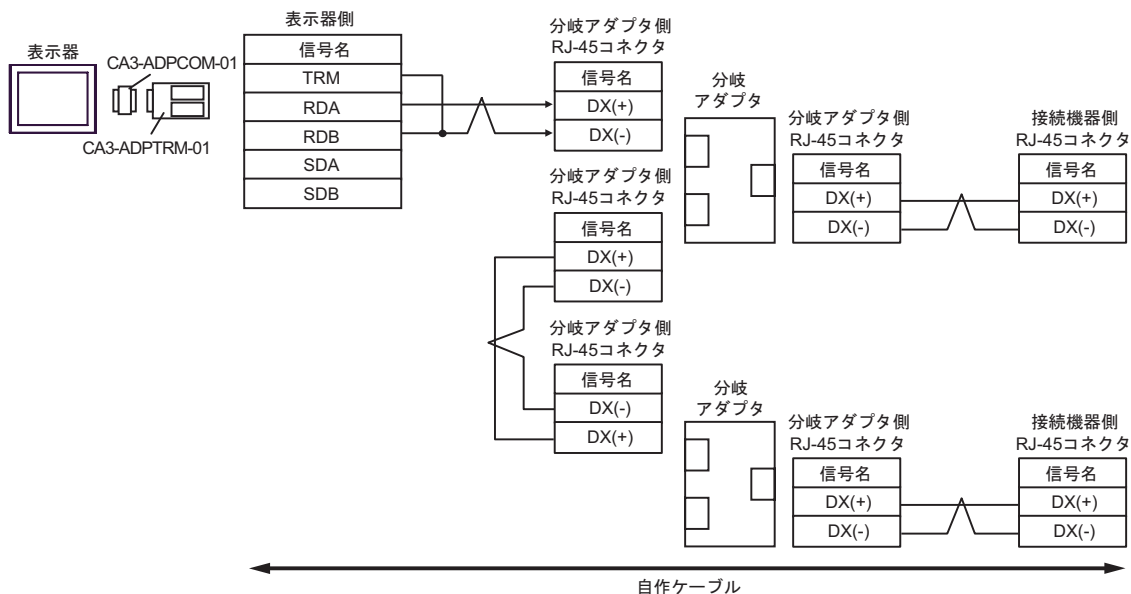 表示器
CA3-ADPCOM-01
CA3-ADPTRM-01
表示器側
信号名
TRM
RDA
RDB
SDA
SDB
分岐アダプタ側
RJ-45コネクタ
信号名
DX(+)
DX(-)
分岐
アダプタ
分岐アダプタ側
RJ-45コネクタ
信号名
DX(+)
DX(-)
接続機器側
RJ-45コネクタ
信号名
DX(+)
DX(-)
分岐アダプタ側
RJ-45コネクタ
信号名
DX(+)
DX(-)
分岐アダプタ側
RJ-45コネクタ
信号名
DX(-)
DX(+)
分岐
アダプタ
分岐アダプタ側
RJ-45コネクタ
信号名
DX(+)
DX(-)
接続機器側
RJ-45コネクタ
信号名
DX(+)
DX(-)
自作ケーブル